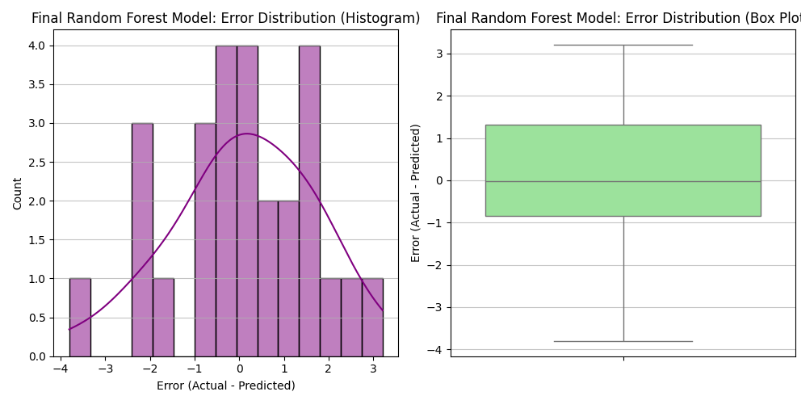 Final Random Forest Model: Error Distribution (Histogram)
4.0
3.5
3.0
2.5
2.0
1.5
1.0
0.5
0.0
Count
−4 −3 −2 −1 0 1 2 3
Error (Actual - Predicted)
Final Random Forest Model: Error Distribution (Box Plot
3
2
1
0
−1
−2
−3
−4
Error (Actual - Predicted)